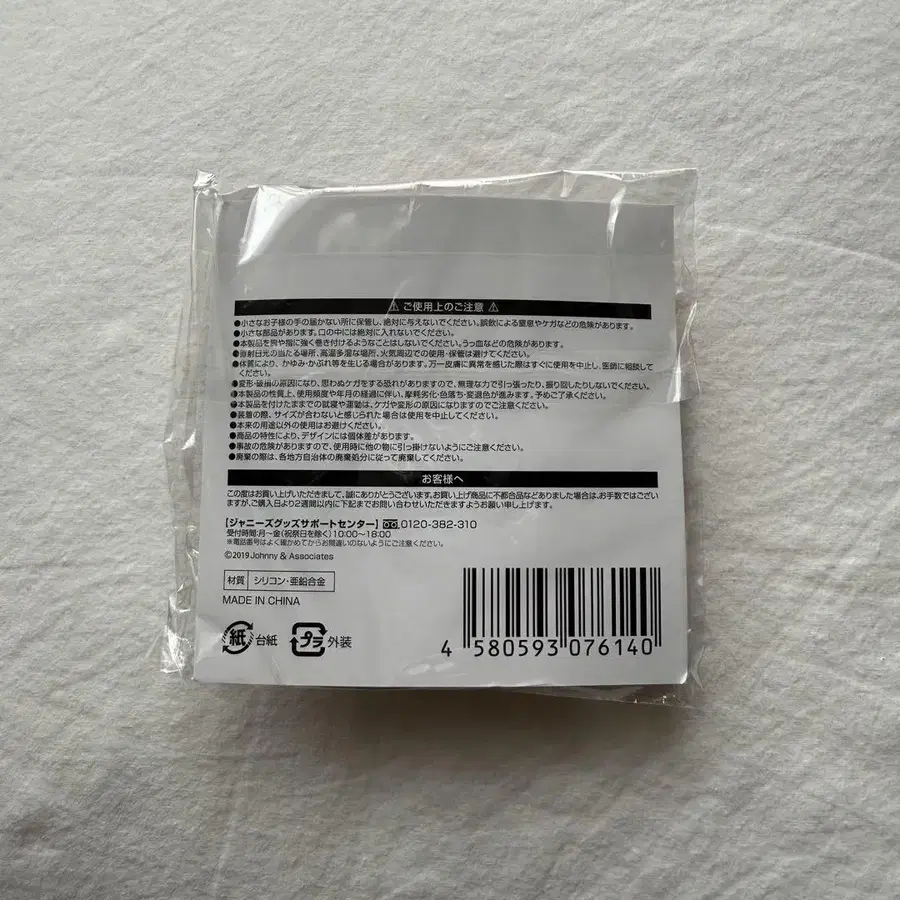 ⚠ ご使用上のご注意 ⚠
●小さなお子様の手の届かない所に保管し、絶対に与えないでください。誤飲による窒息やケガなどの危険があります。
●小さな部品があります。口の中には絶対に入れないでください。
●本製品を腕や指に強く巻き付けるようなことはしないでください。うっ血などの危険があります。
●直射日光の当たる場所、高温多湿な場所、火気周辺での使用・保管は避けてください。
●体質により、かゆみ・かぶれ等を生じる場合があります。万一皮膚に異常を感じた際はすぐに使用を中止し、医師に相談して
ください。
●変形・破損の原因になり、思わぬケガをする恐れがありますので、無理な力で引っ張ったり、振り回したりしないでください。
●本製品の性質上、使用頻度や年月の経過に伴い、摩耗劣化・色落ち・変退色が進みます。予めご了承ください。
●本製品を付けたままでの就寝や運動は、ケガや変形の原因になりますのでご注意ください。
●装着の際、サイズが合わないと感じられた場合は使用を中止してください。
●本来の用途以外の使用はお避けください。
●商品の特性により、デザインには個体差があります。
●事故の危険がありますので、使用時に他の物に引っ掛けないようにご注意ください。
●廃棄の際は、各地方自治体の廃棄処分に従って廃棄してください。
お客様へ
この度はお買い上げいただきまして、誠にありがとうございます。お買い上げ商品に不都合品などありました場合は、お手数ではござい
ますが、ご購入日より2週間以内に下記までお問い合わせいただきますようお願い申し上げます。
【ジャニーズグッズサポートセンター】0120-382-310
受付時間:月～金(祝祭日を除く)10:00～18:00
※電話番号はよく確かめてからお間違いのないようにご注意ください。
©2019 Johnny & Associates
材質 シリコン・亜鉛合金
MADE IN CHINA
紙 台紙 プラ 外装
4 580593 076140